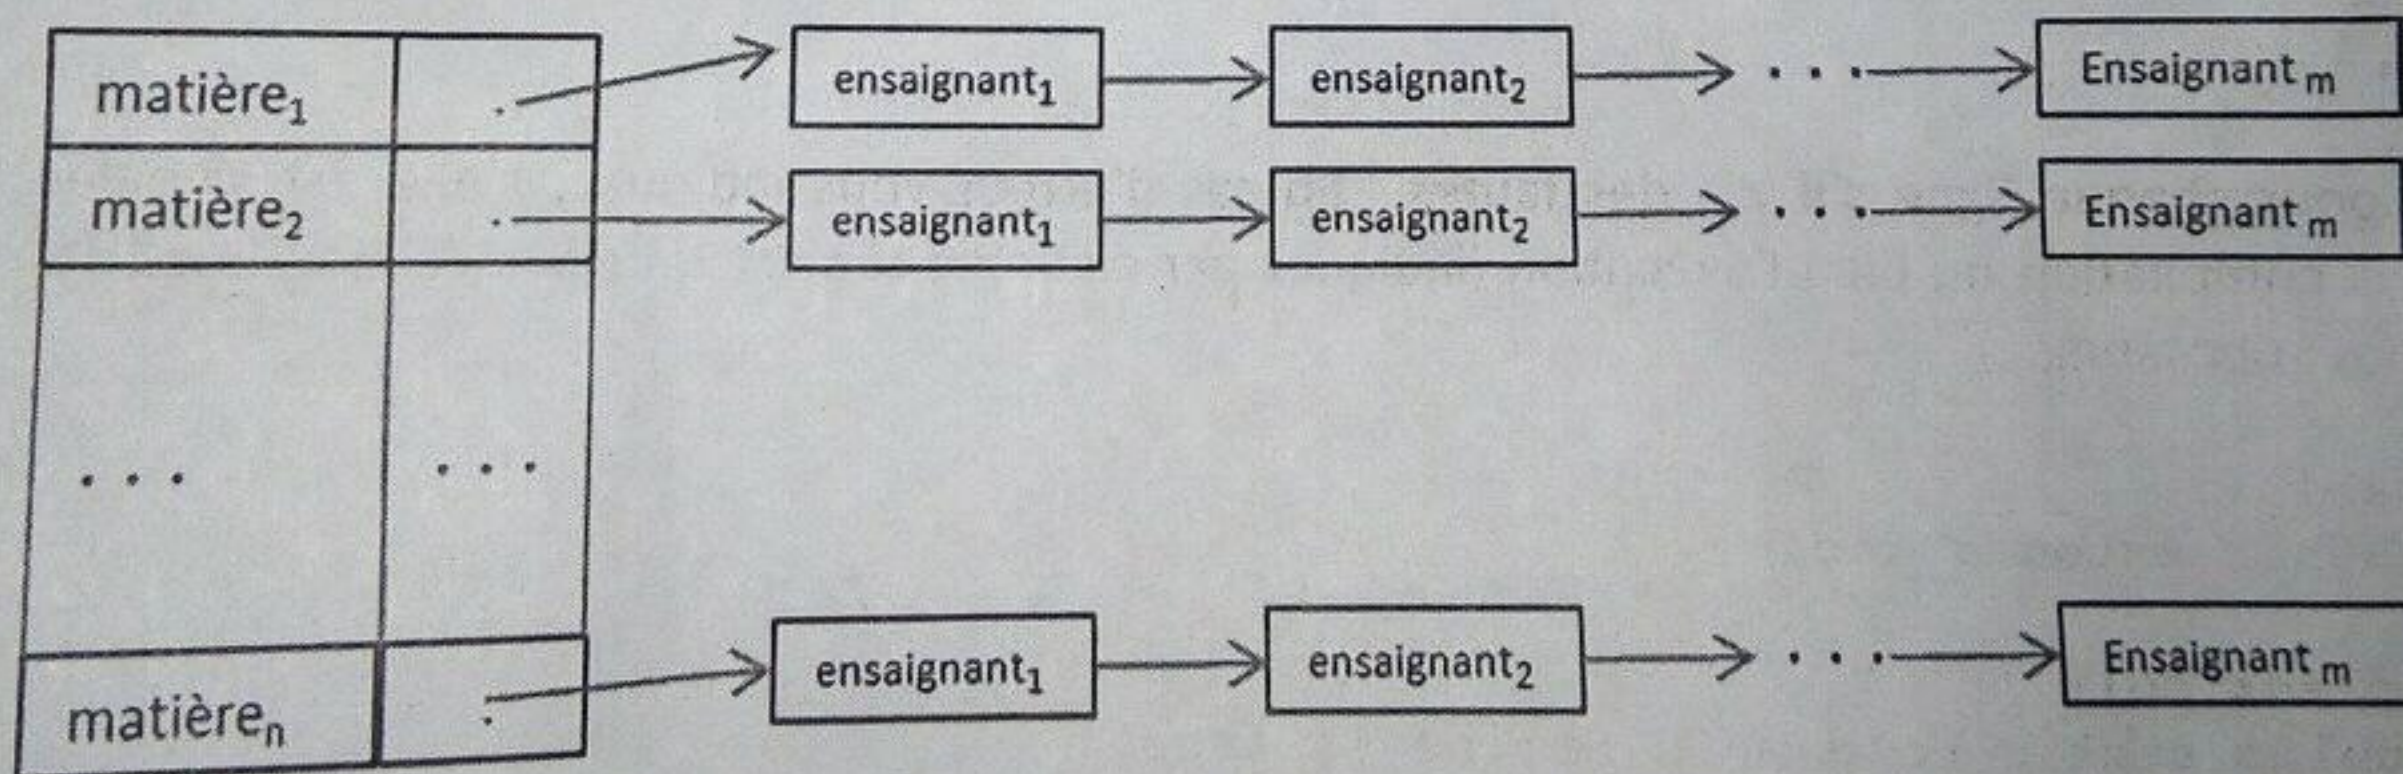 matière₁ . ensaignant₁ ensaignant₂ . . . Ensaignant m
matière₂ . ensaignant₁ ensaignant₂ . . . Ensaignant m
. . . . . .
matièreₙ . ensaignant₁ ensaignant₂ . . . Ensaignant m